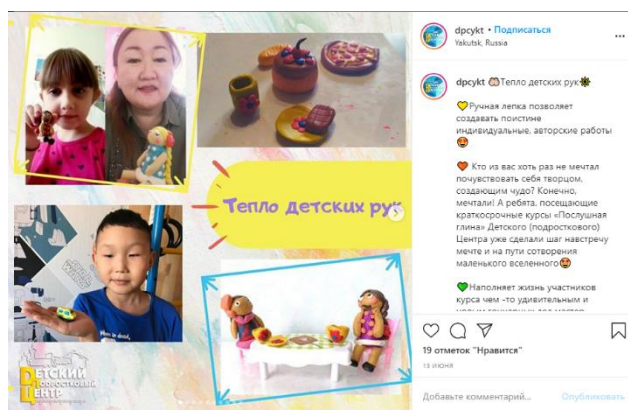 Тепло детских рук
ДЕТСКИЙ
ПОДРОСТКОВЫЙ
ЦЕНТР
dpcykt • Подписаться
Yakutsk, Russia
dpcykt Тепло детских рук
Ручная лепка позволяет
создавать поистине
индивидуальные, авторские работы
Кто из вас хоть раз не мечтал
почувствовать себя творцом,
создающим чудо? Конечно,
мечтали! А ребята, посещающие
краткосрочные курсы «Послушная
глина» Детского (подросткового)
Центра уже сделали шаг навстречу
мечте и на пути сотворения
маленького вселенного
Наполняет жизнь участников
курса чем -то удивительным и
19 отметок "Нравится"
13 ИЮНЯ
Добавьте комментарий...
Опубликовать